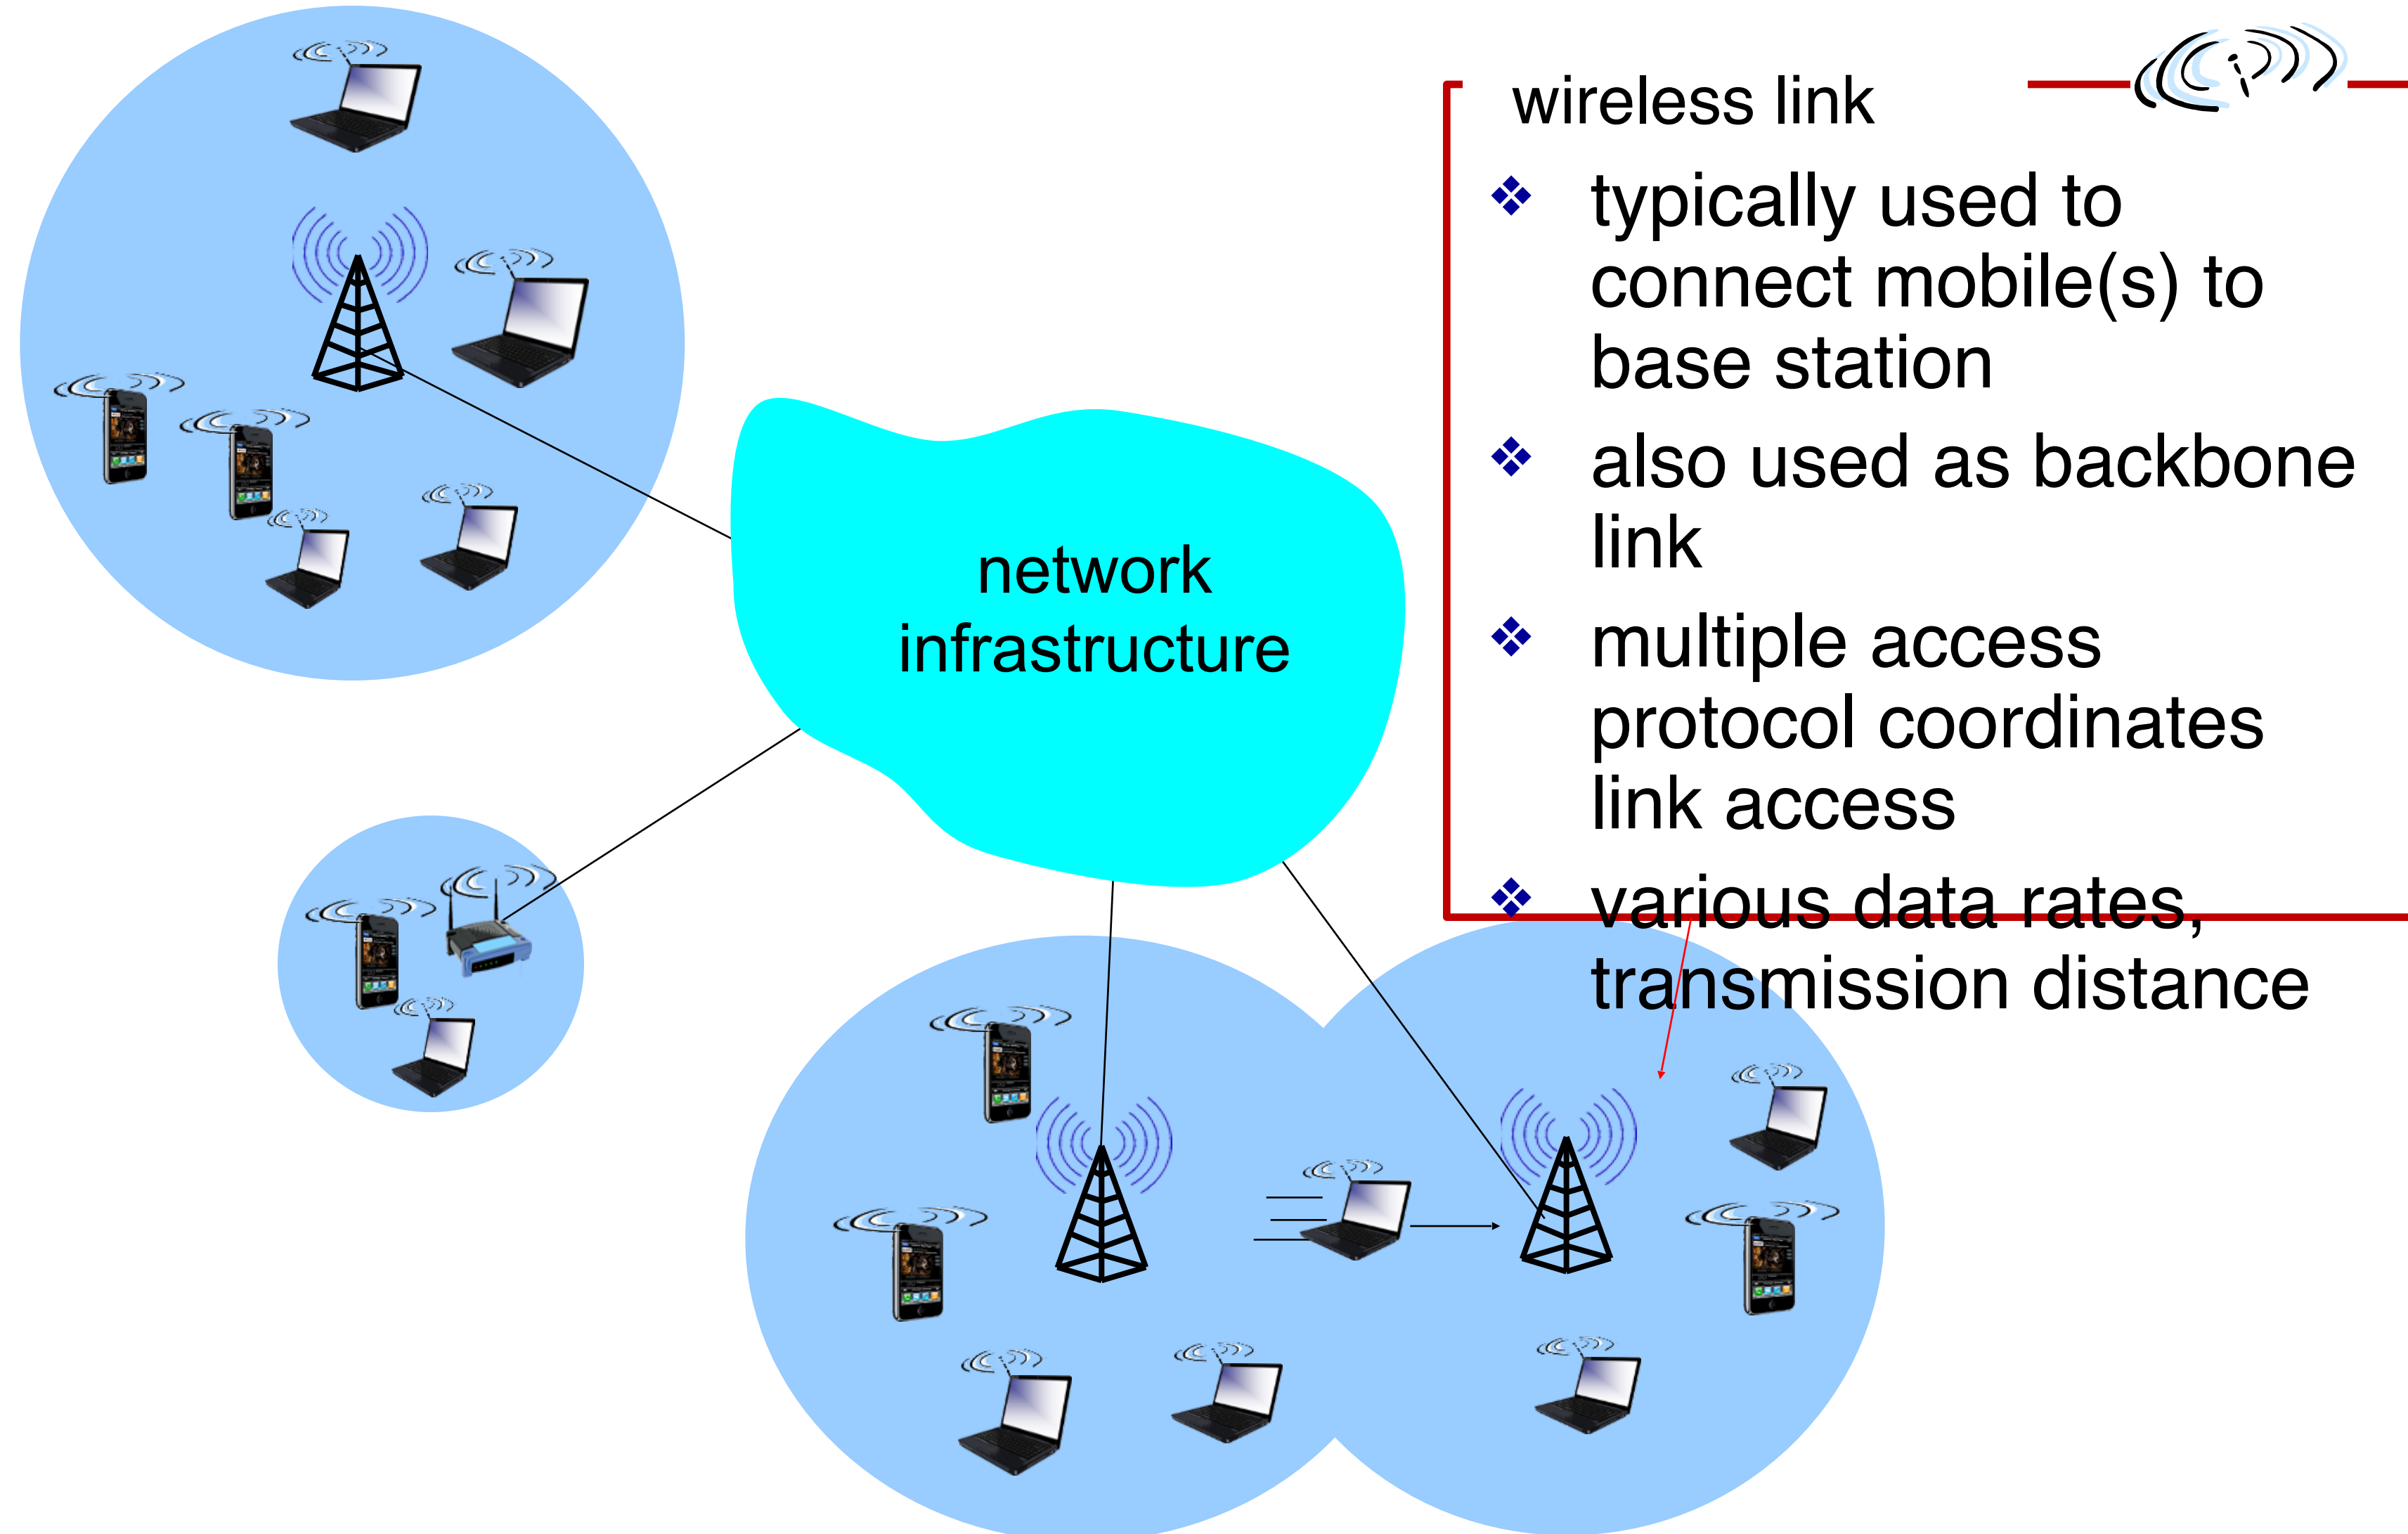 wireless link
❖ typically used to
connect mobile(s) to
base station
❖ also used as backbone
link
❖ multiple access
protocol coordinates
link access
❖ various data rates,
transmission distance
network
infrastructure